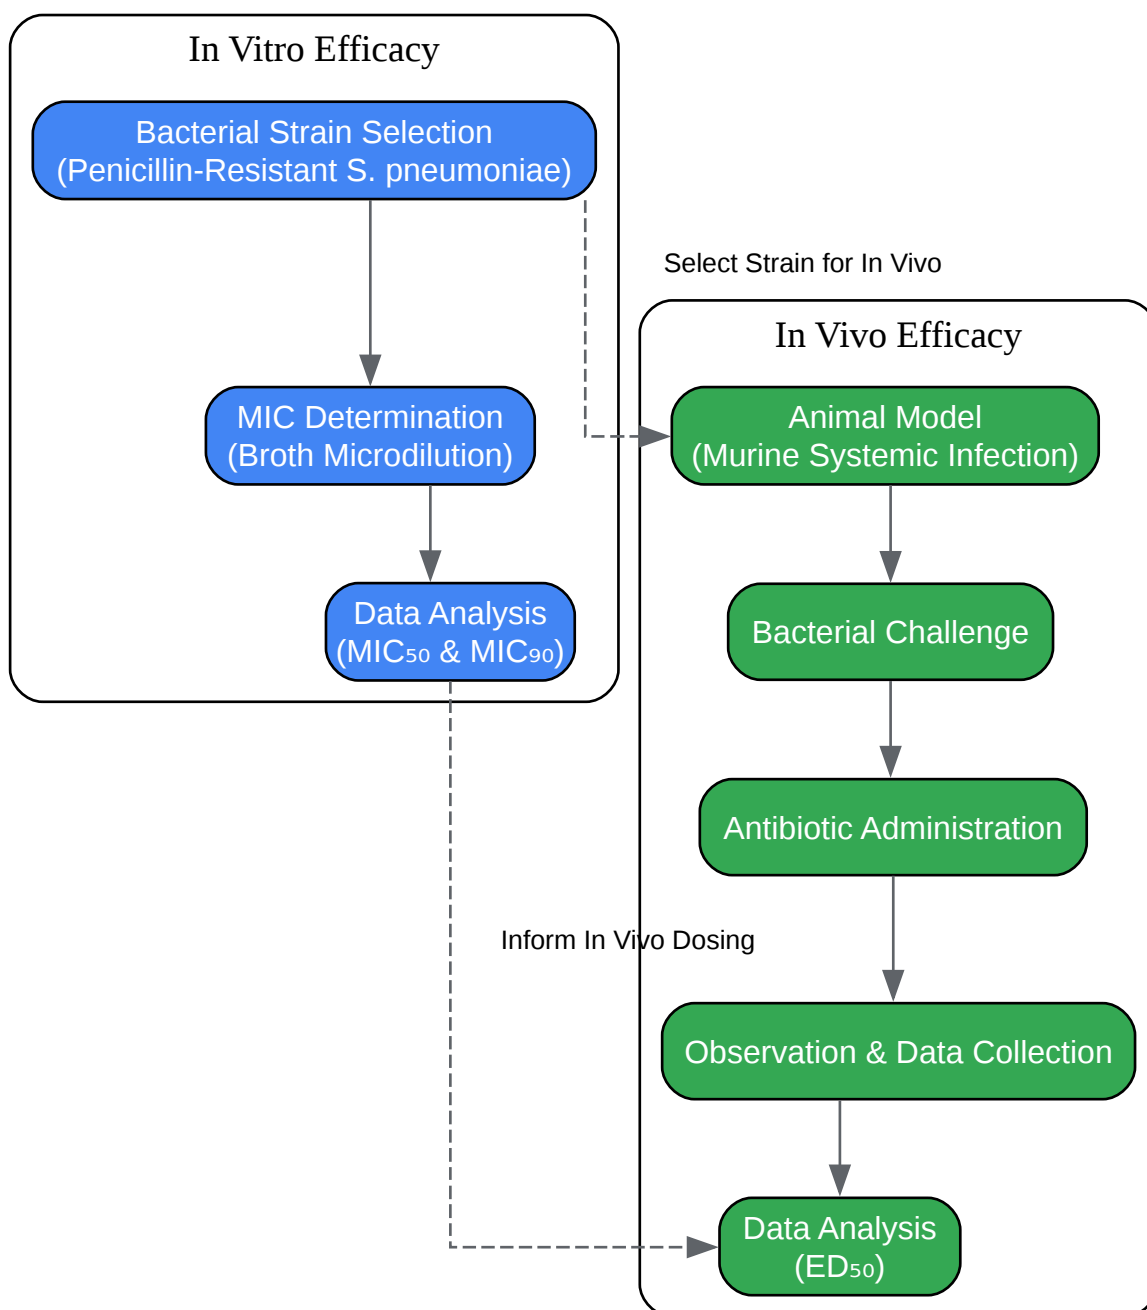 In Vitro Efficacy
Bacterial Strain Selection
(Penicillin-Resistant S. pneumoniae)
MIC Determination
(Broth Microdilution)
Data Analysis
(MIC₅₀ & MIC₉₀)
Select Strain for In Vivo
In Vivo Efficacy
Animal Model
(Murine Systemic Infection)
Bacterial Challenge
Antibiotic Administration
Inform In Vivo Dosing
Observation & Data Collection
Data Analysis
(ED₅₀)